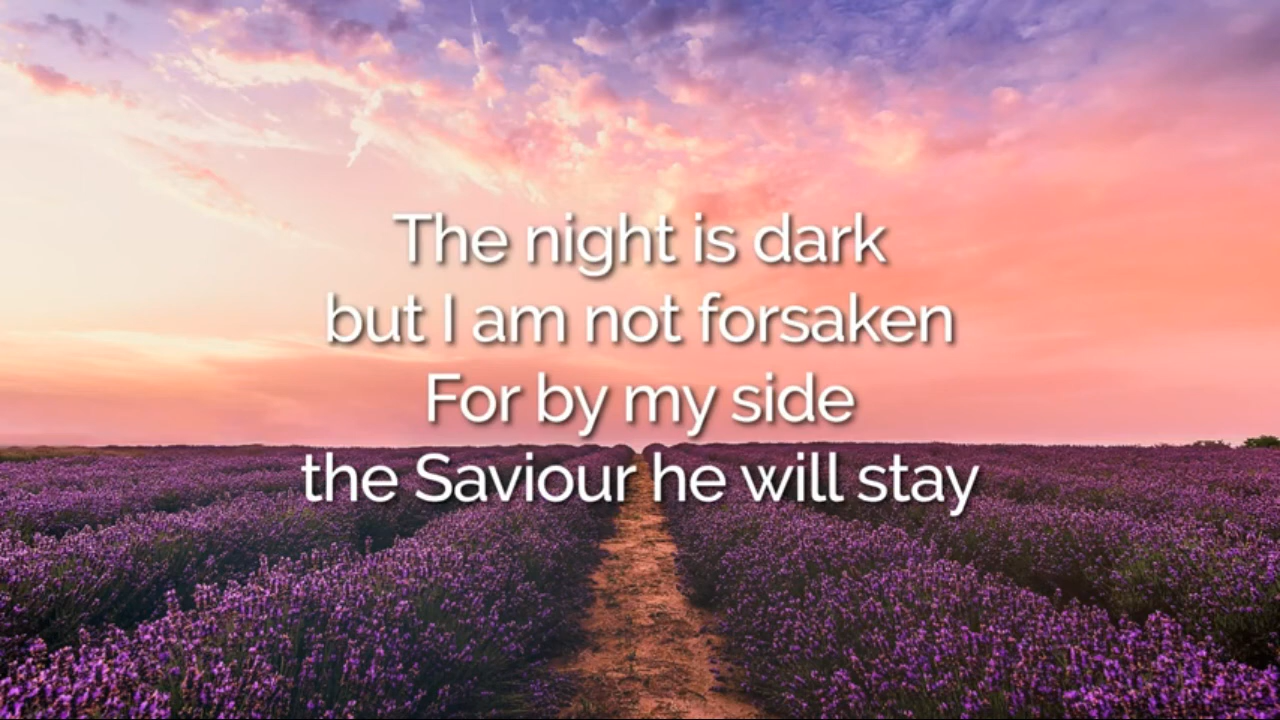 The night is dark
but I am not forsaken
For by my side
the Saviour he will stay